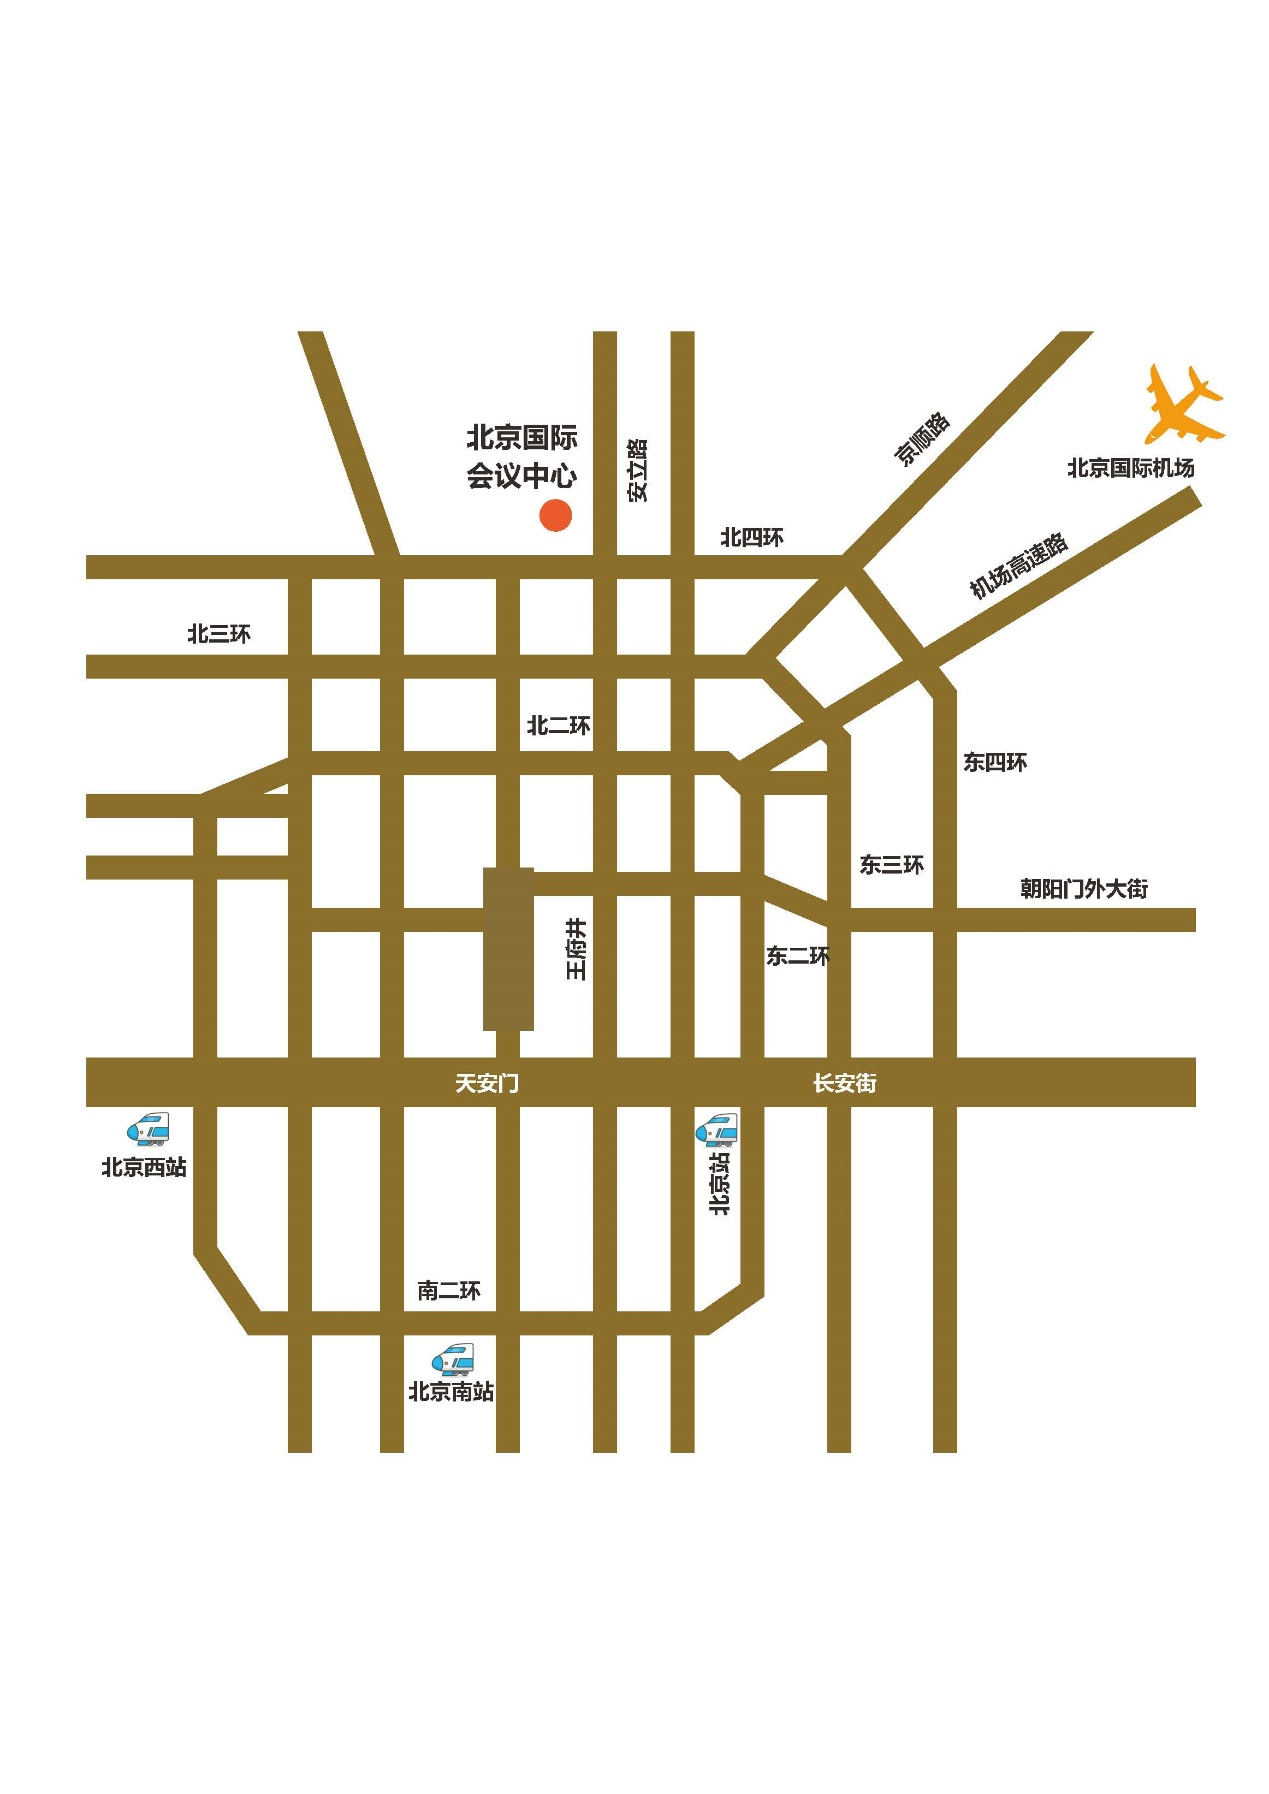 北京国际
会议中心
安立路
京顺路
北京国际机场
北四环
机场高速路
北三环
北二环
东四环
东三环
朝阳门外大街
王府井
东二环
天安门
长安街
北京西站
北京站
南二环
北京南站